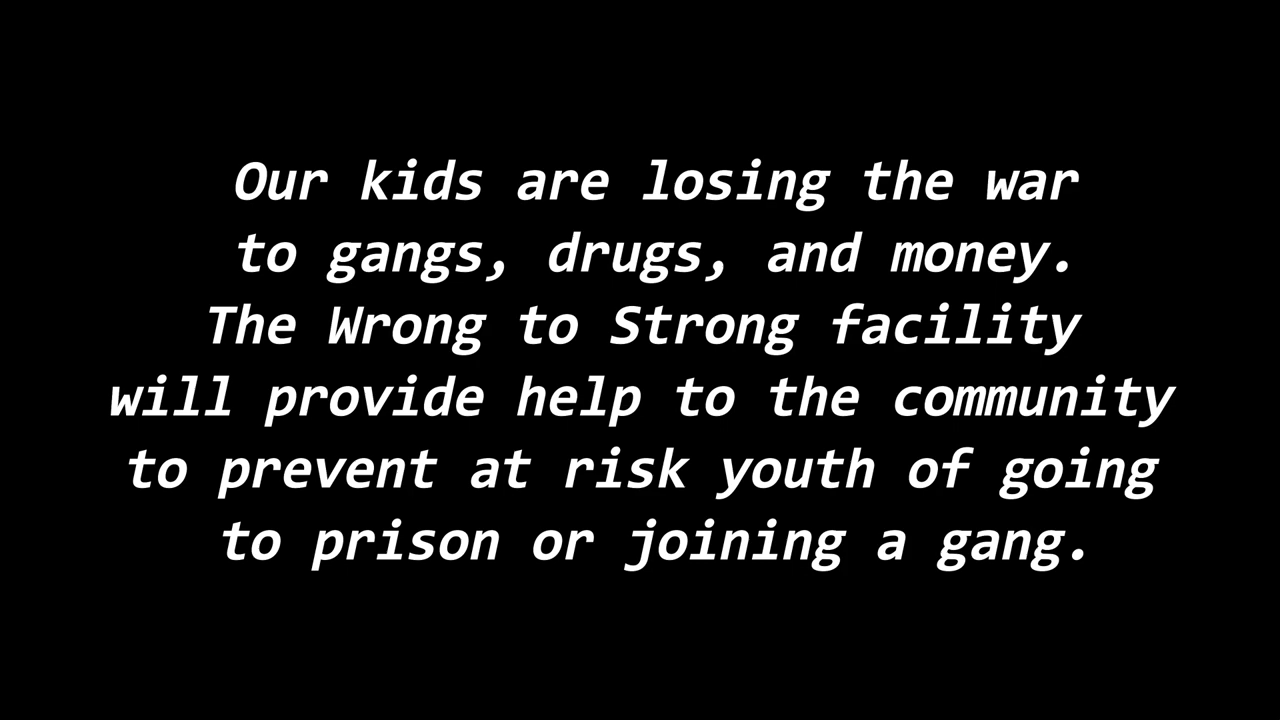 Our kids are losing the war
to gangs, drugs, and money.
The Wrong to Strong facility
will provide help to the community
to prevent at risk youth of going
to prison or joining a gang.